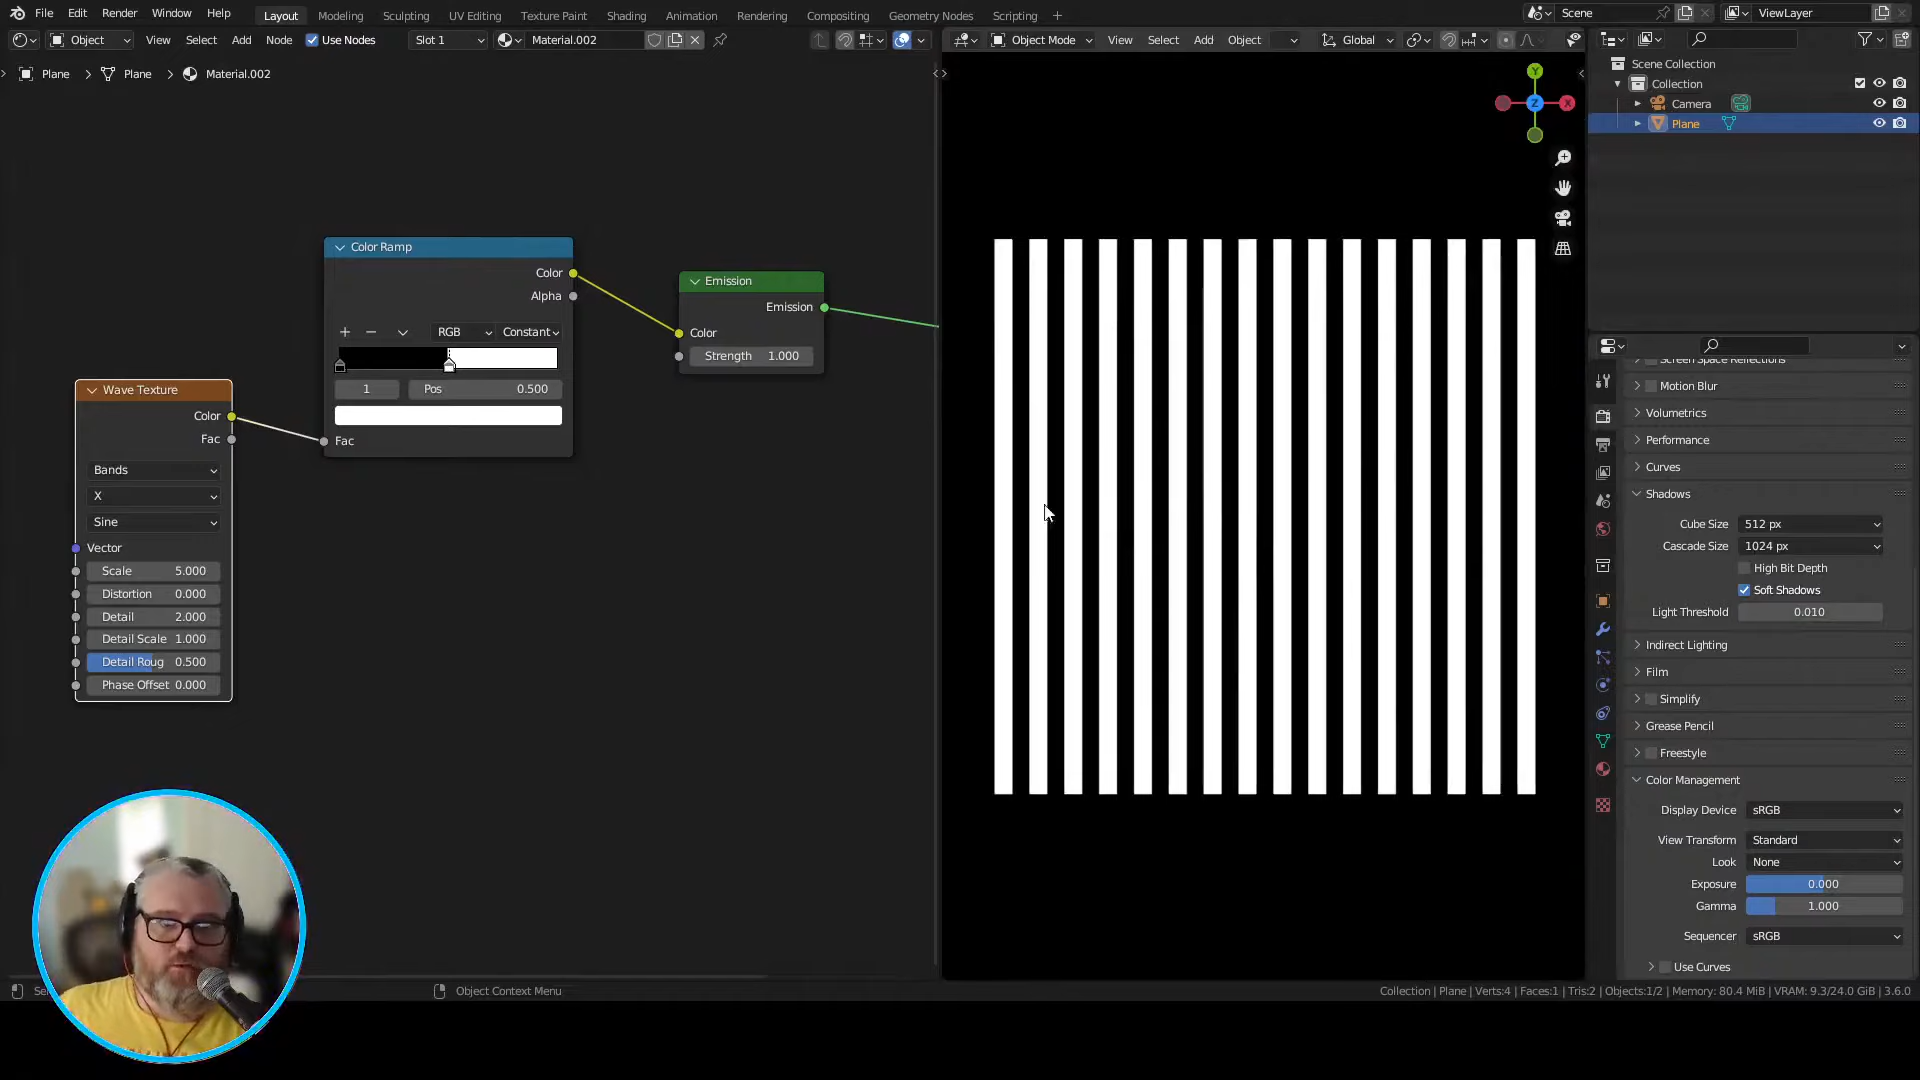 File Edit Render Window Help Layout Modeling Sculpting UV Editing Texture Paint Shading Animation Rendering Compositing Geometry Nodes Scripting +
Scene
ViewLayer
Object View Select Add Node Use Nodes Slot 1 Material.002
Object Mode View Select Add Object Global
Plane > Plane > Material.002
Scene Collection
Collection
Camera
Plane
Y
Z
X
Color Ramp
Color
Alpha
RGB Constant
1 Pos 0.500
Fac
Emission
Emission
Color
Strength 1.000
Wave Texture
Color
Fac
Bands
X
Sine
Vector
Scale 5.000
Distortion 0.000
Detail 2.000
Detail Scale 1.000
Detail Roug 0.500
Phase Offset 0.000
Screen Space Reflections
Motion Blur
Volumetrics
Performance
Curves
Shadows
Cube Size 512 px
Cascade Size 1024 px
High Bit Depth
Soft Shadows
Light Threshold 0.010
Indirect Lighting
Film
Simplify
Grease Pencil
Freestyle
Color Management
Display Device sRGB
View Transform Standard
Look None
Exposure 0.000
Gamma 1.000
Sequencer sRGB
Use Curves
Object Context Menu
Collection | Plane | Verts:4 | Faces:1 | Tris:2 | Objects:1/2 | Memory: 80.4 MiB | VRAM: 9.3/24.0 GiB | 3.6.0